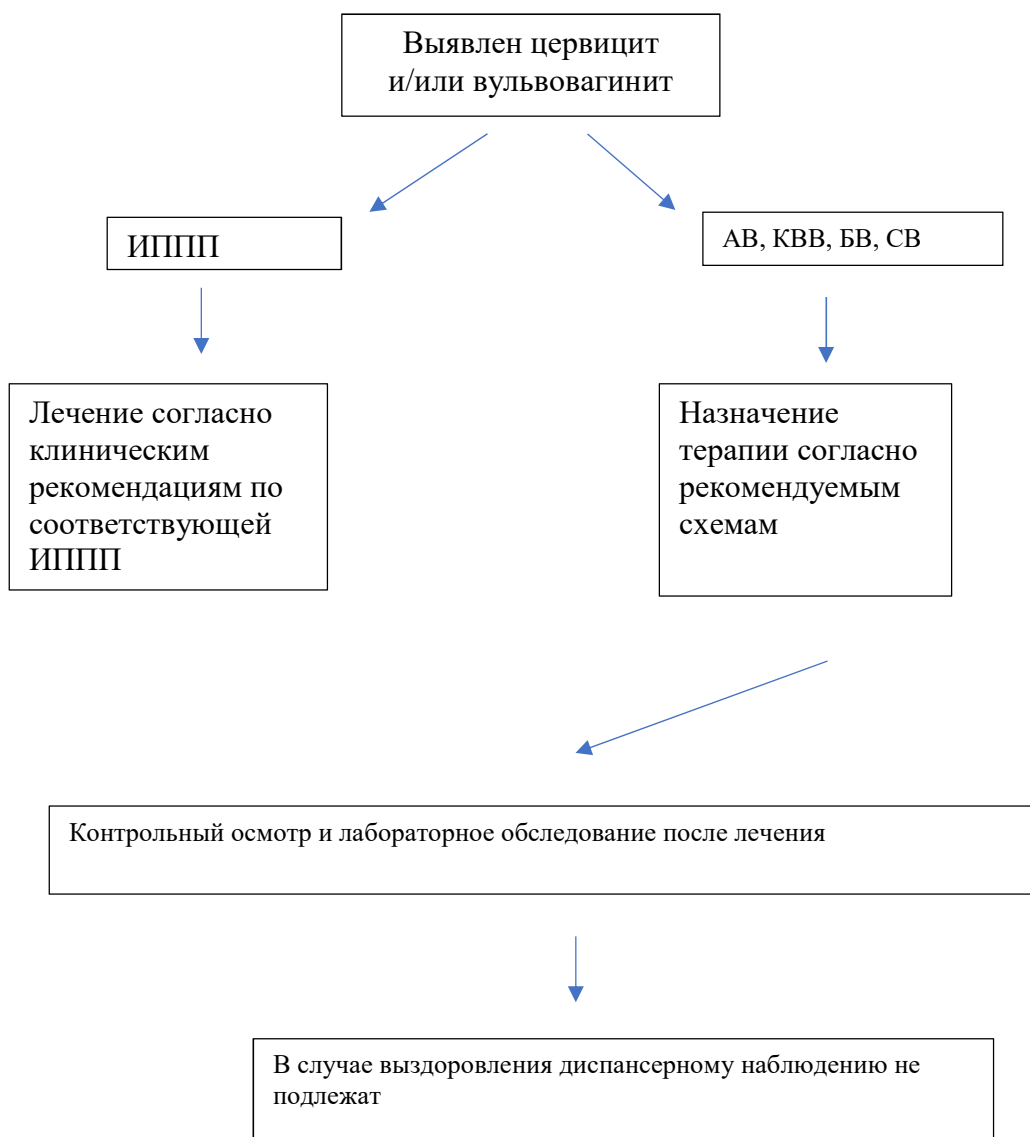 Выявлен цервицит
и/или вульвовагинит
ИППП
АВ, КВВ, БВ, СВ
Лечение согласно
клиническим
рекомендациям по
соответствующей
ИППП
Назначение
терапии согласно
рекомендуемым
схемам
Контрольный осмотр и лабораторное обследование после лечения
В случае выздоровления диспансерному наблюдению не
подлежат